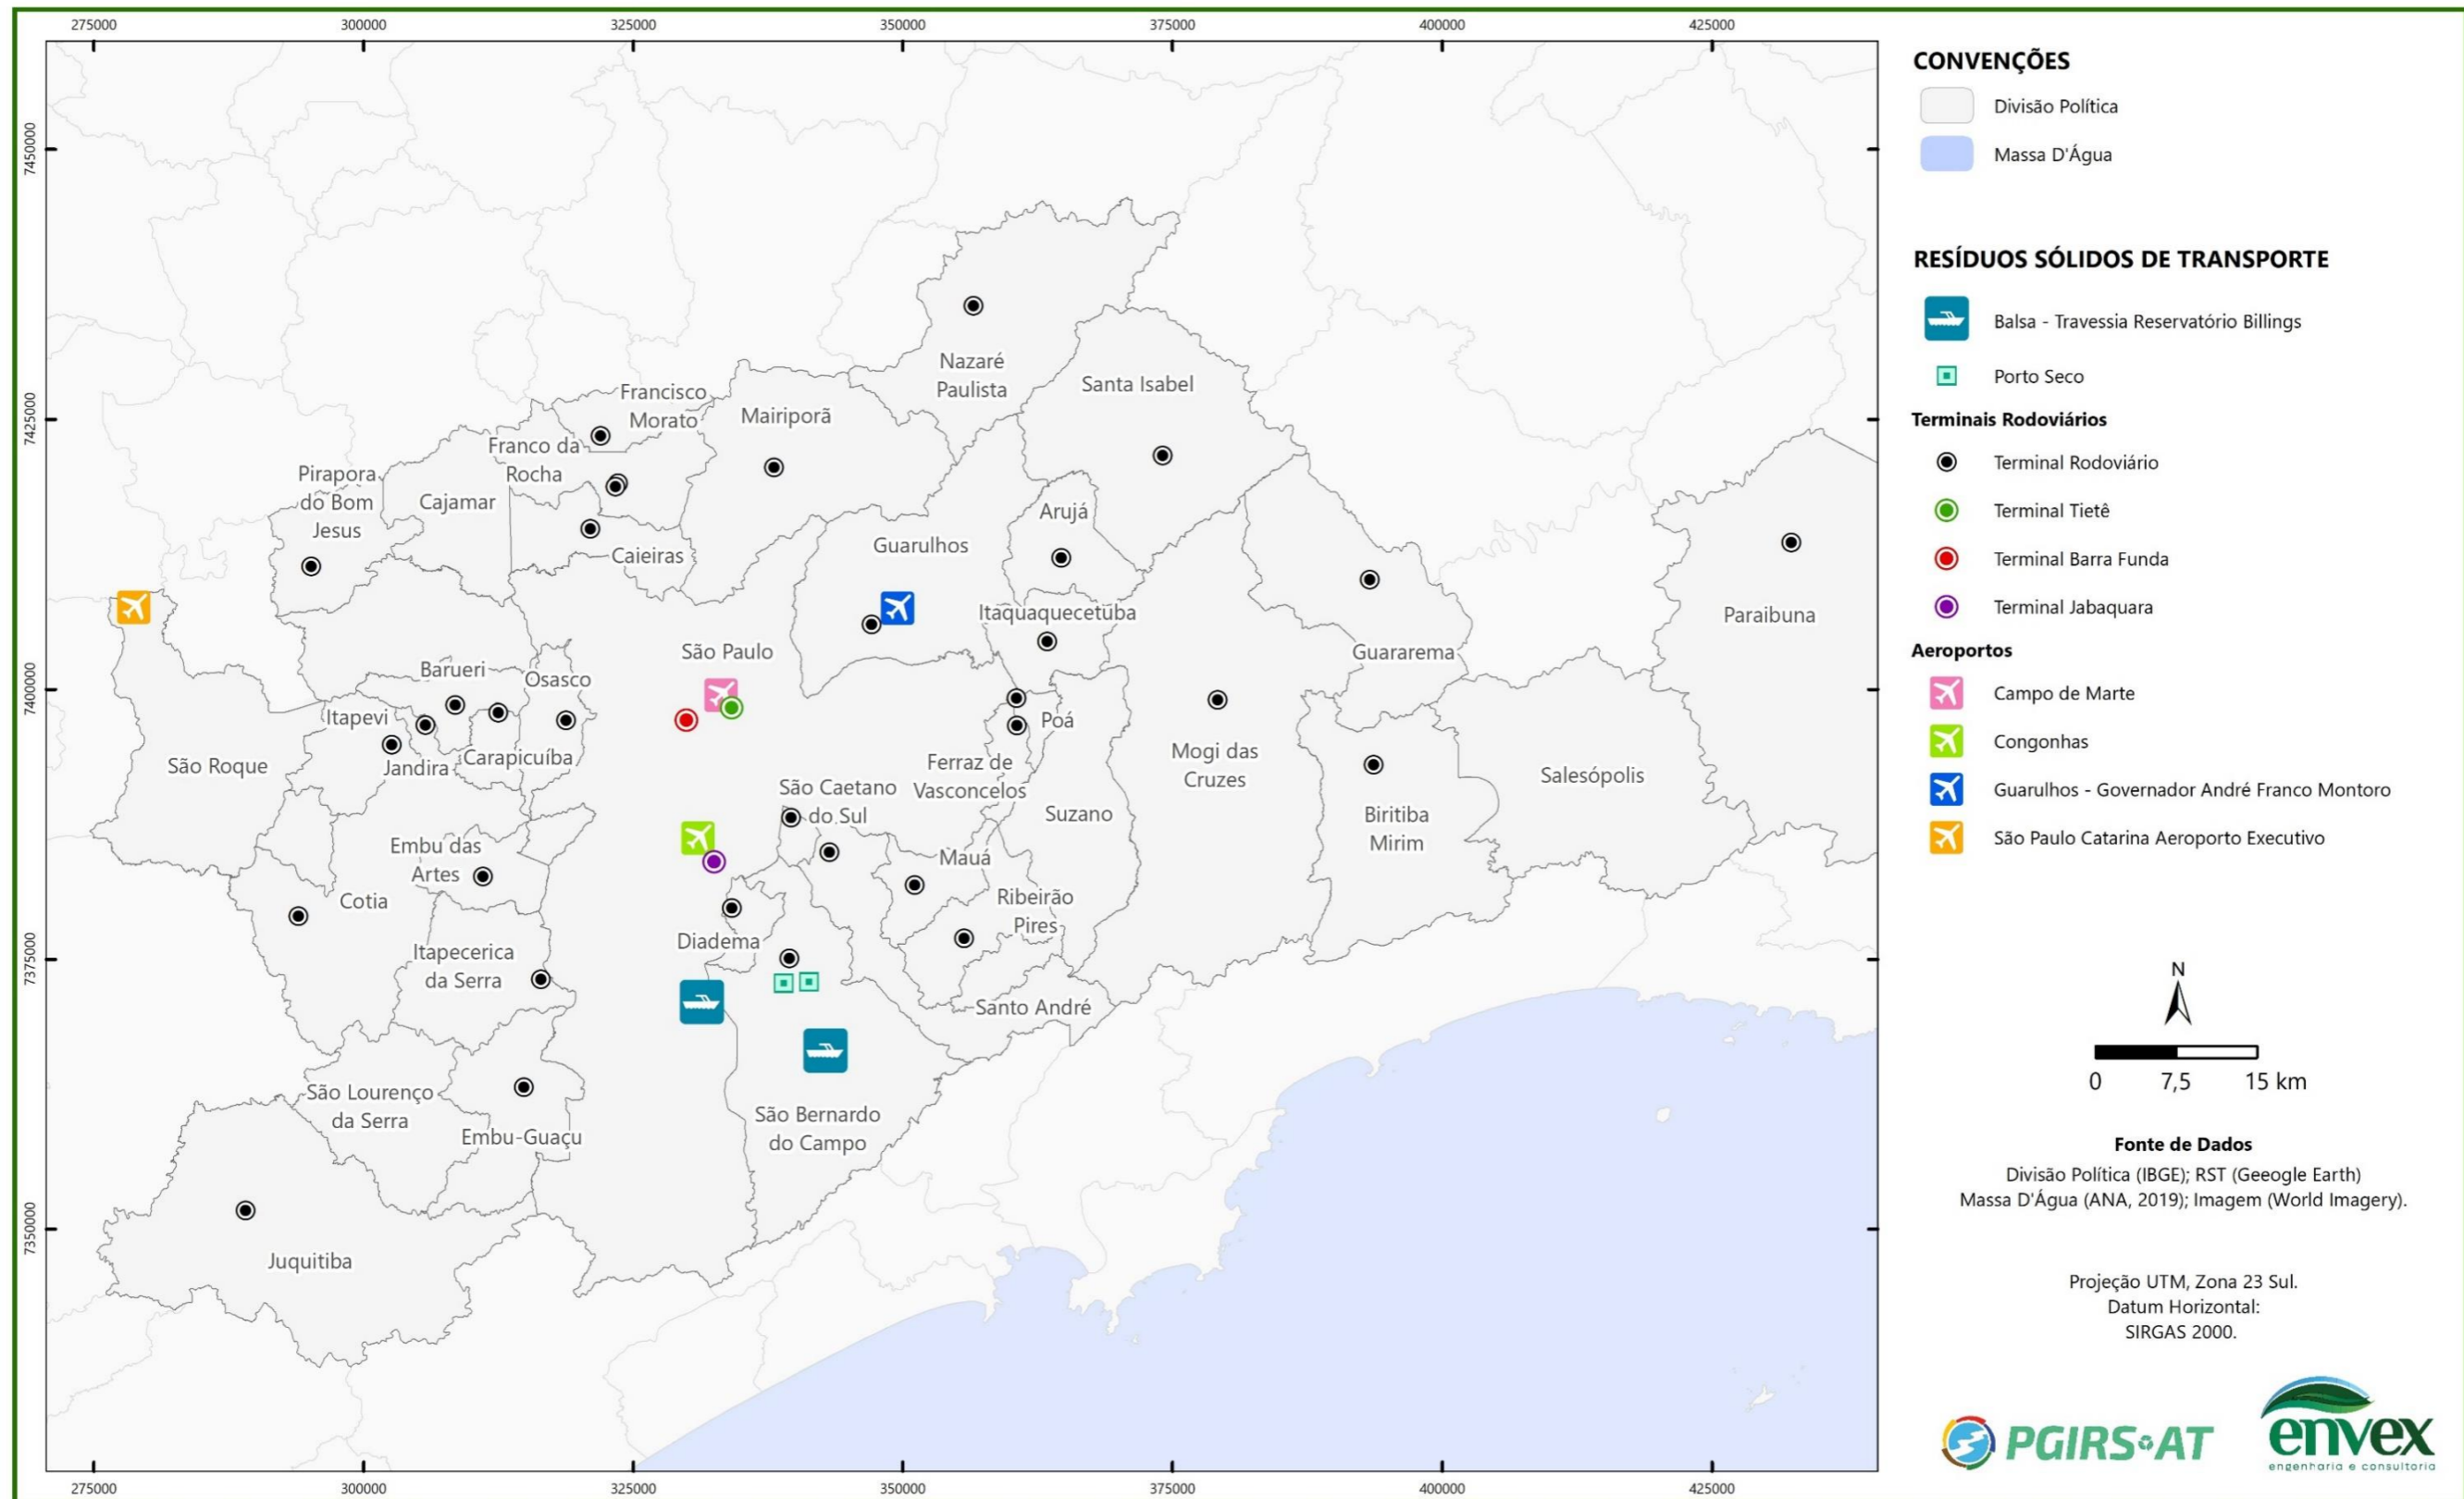 275000 300000 325000 350000 375000 400000 425000
7450000
7425000
7400000
7375000
7350000
Nazaré
Paulista
Santa Isabel
Francisco
Morato
Mairiporã
Franco da
Rocha
Pirapora
do Bom
Jesus
Cajamar
Caieiras
Guarulhos
Arujá
Itaquaquecetuba
Paraibuna
Guararema
São Paulo
Barueri
Osasco
Itapevi
Jandira
Carapicuíba
São Roque
Poá
Ferraz de
Vasconcelos
Mogi das
Cruzes
Salesópolis
São Caetano
do Sul
Suzano
Biritiba
Mirim
Embu das
Artes
Mauá
Cotia
Ribeirão
Pires
Diadema
Itapecerica
da Serra
Santo André
São Lourenço
da Serra
São Bernardo
do Campo
Embu-Guaçu
Juquitiba
275000 300000 325000 350000 375000 400000 425000
CONVENÇÕES
Divisão Política
Massa D'Água
RESÍDUOS SÓLIDOS DE TRANSPORTE
Balsa - Travessia Reservatório Billings
Porto Seco
Terminais Rodoviários
Terminal Rodoviário
Terminal Tietê
Terminal Barra Funda
Terminal Jabaquara
Aeroportos
Campo de Marte
Congonhas
Guarulhos - Governador André Franco Montoro
São Paulo Catarina Aeroporto Executivo
N
0 7,5 15 km
Fonte de Dados
Divisão Política (IBGE); RST (Geeogle Earth)
Massa D'Água (ANA, 2019); Imagem (World Imagery).
Projeção UTM, Zona 23 Sul.
Datum Horizontal:
SIRGAS 2000.
PGIRS AT
envex
engenharia e consultoria